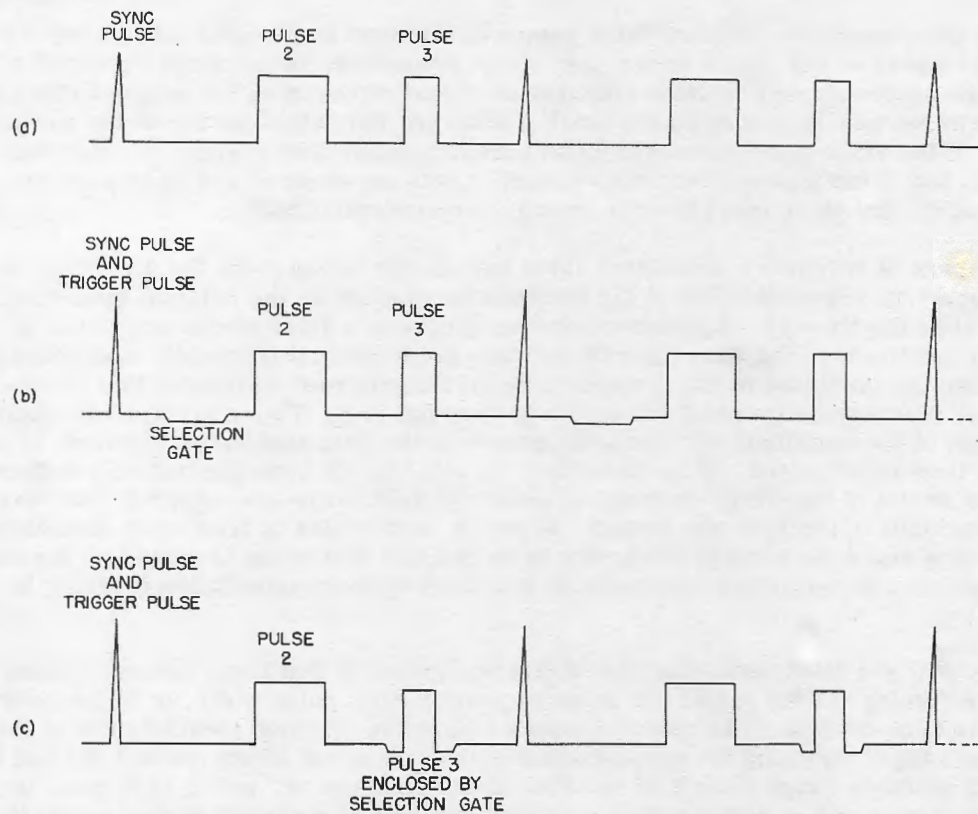 SYNC
PULSE
PULSE
2
PULSE
3
(a)
SYNC PULSE
AND
TRIGGER PULSE
PULSE
2
PULSE
3
(b)
SELECTION
GATE
SYNC PULSE
AND
TRIGGER PULSE
PULSE
2
(c)
PULSE 3
ENCLOSED BY
SELECTION GATE